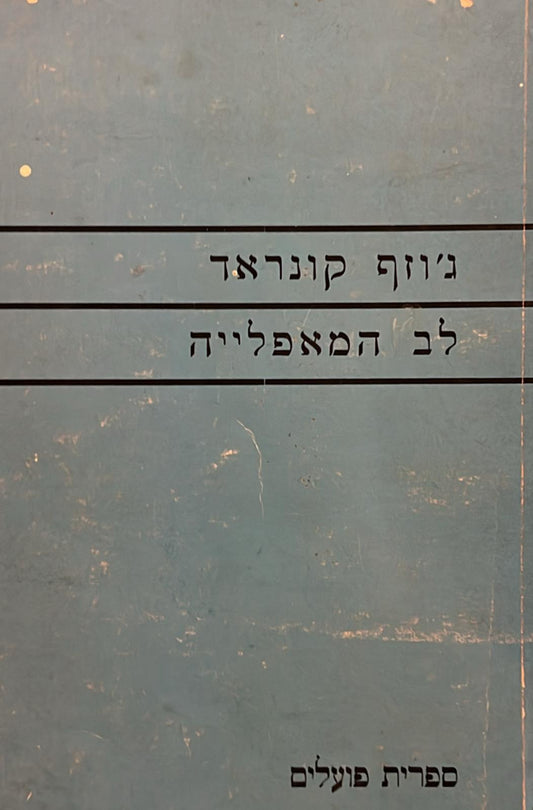 ג'וזף קונראד
לב המאפלייה
ספרית פועלים